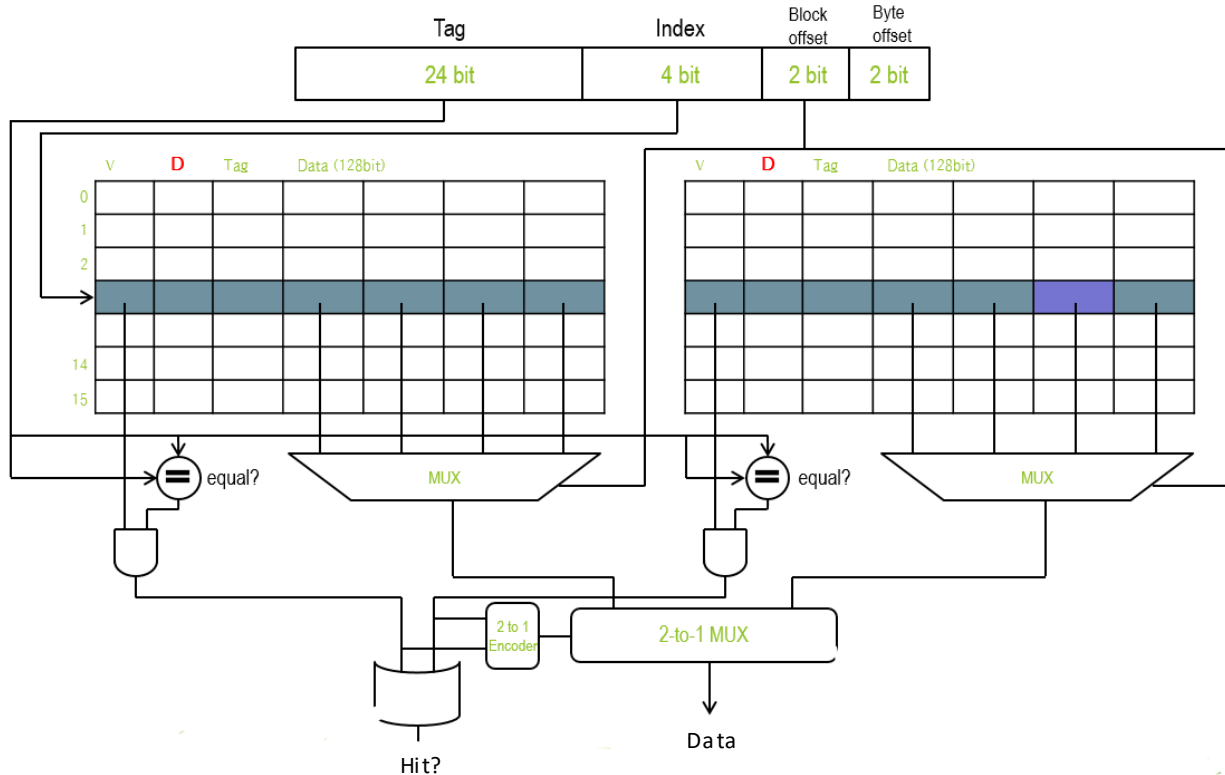 Tag
Index
Block
offset
Byte
offset
24 bit
4 bit
2 bit
2 bit
V D Tag Data (128bit)
V D Tag Data (128bit)
0
1
2
14
15
= equal?
MUX
= equal?
MUX
2 to 1
Encoder
2-to-1 MUX
Hit?
Data